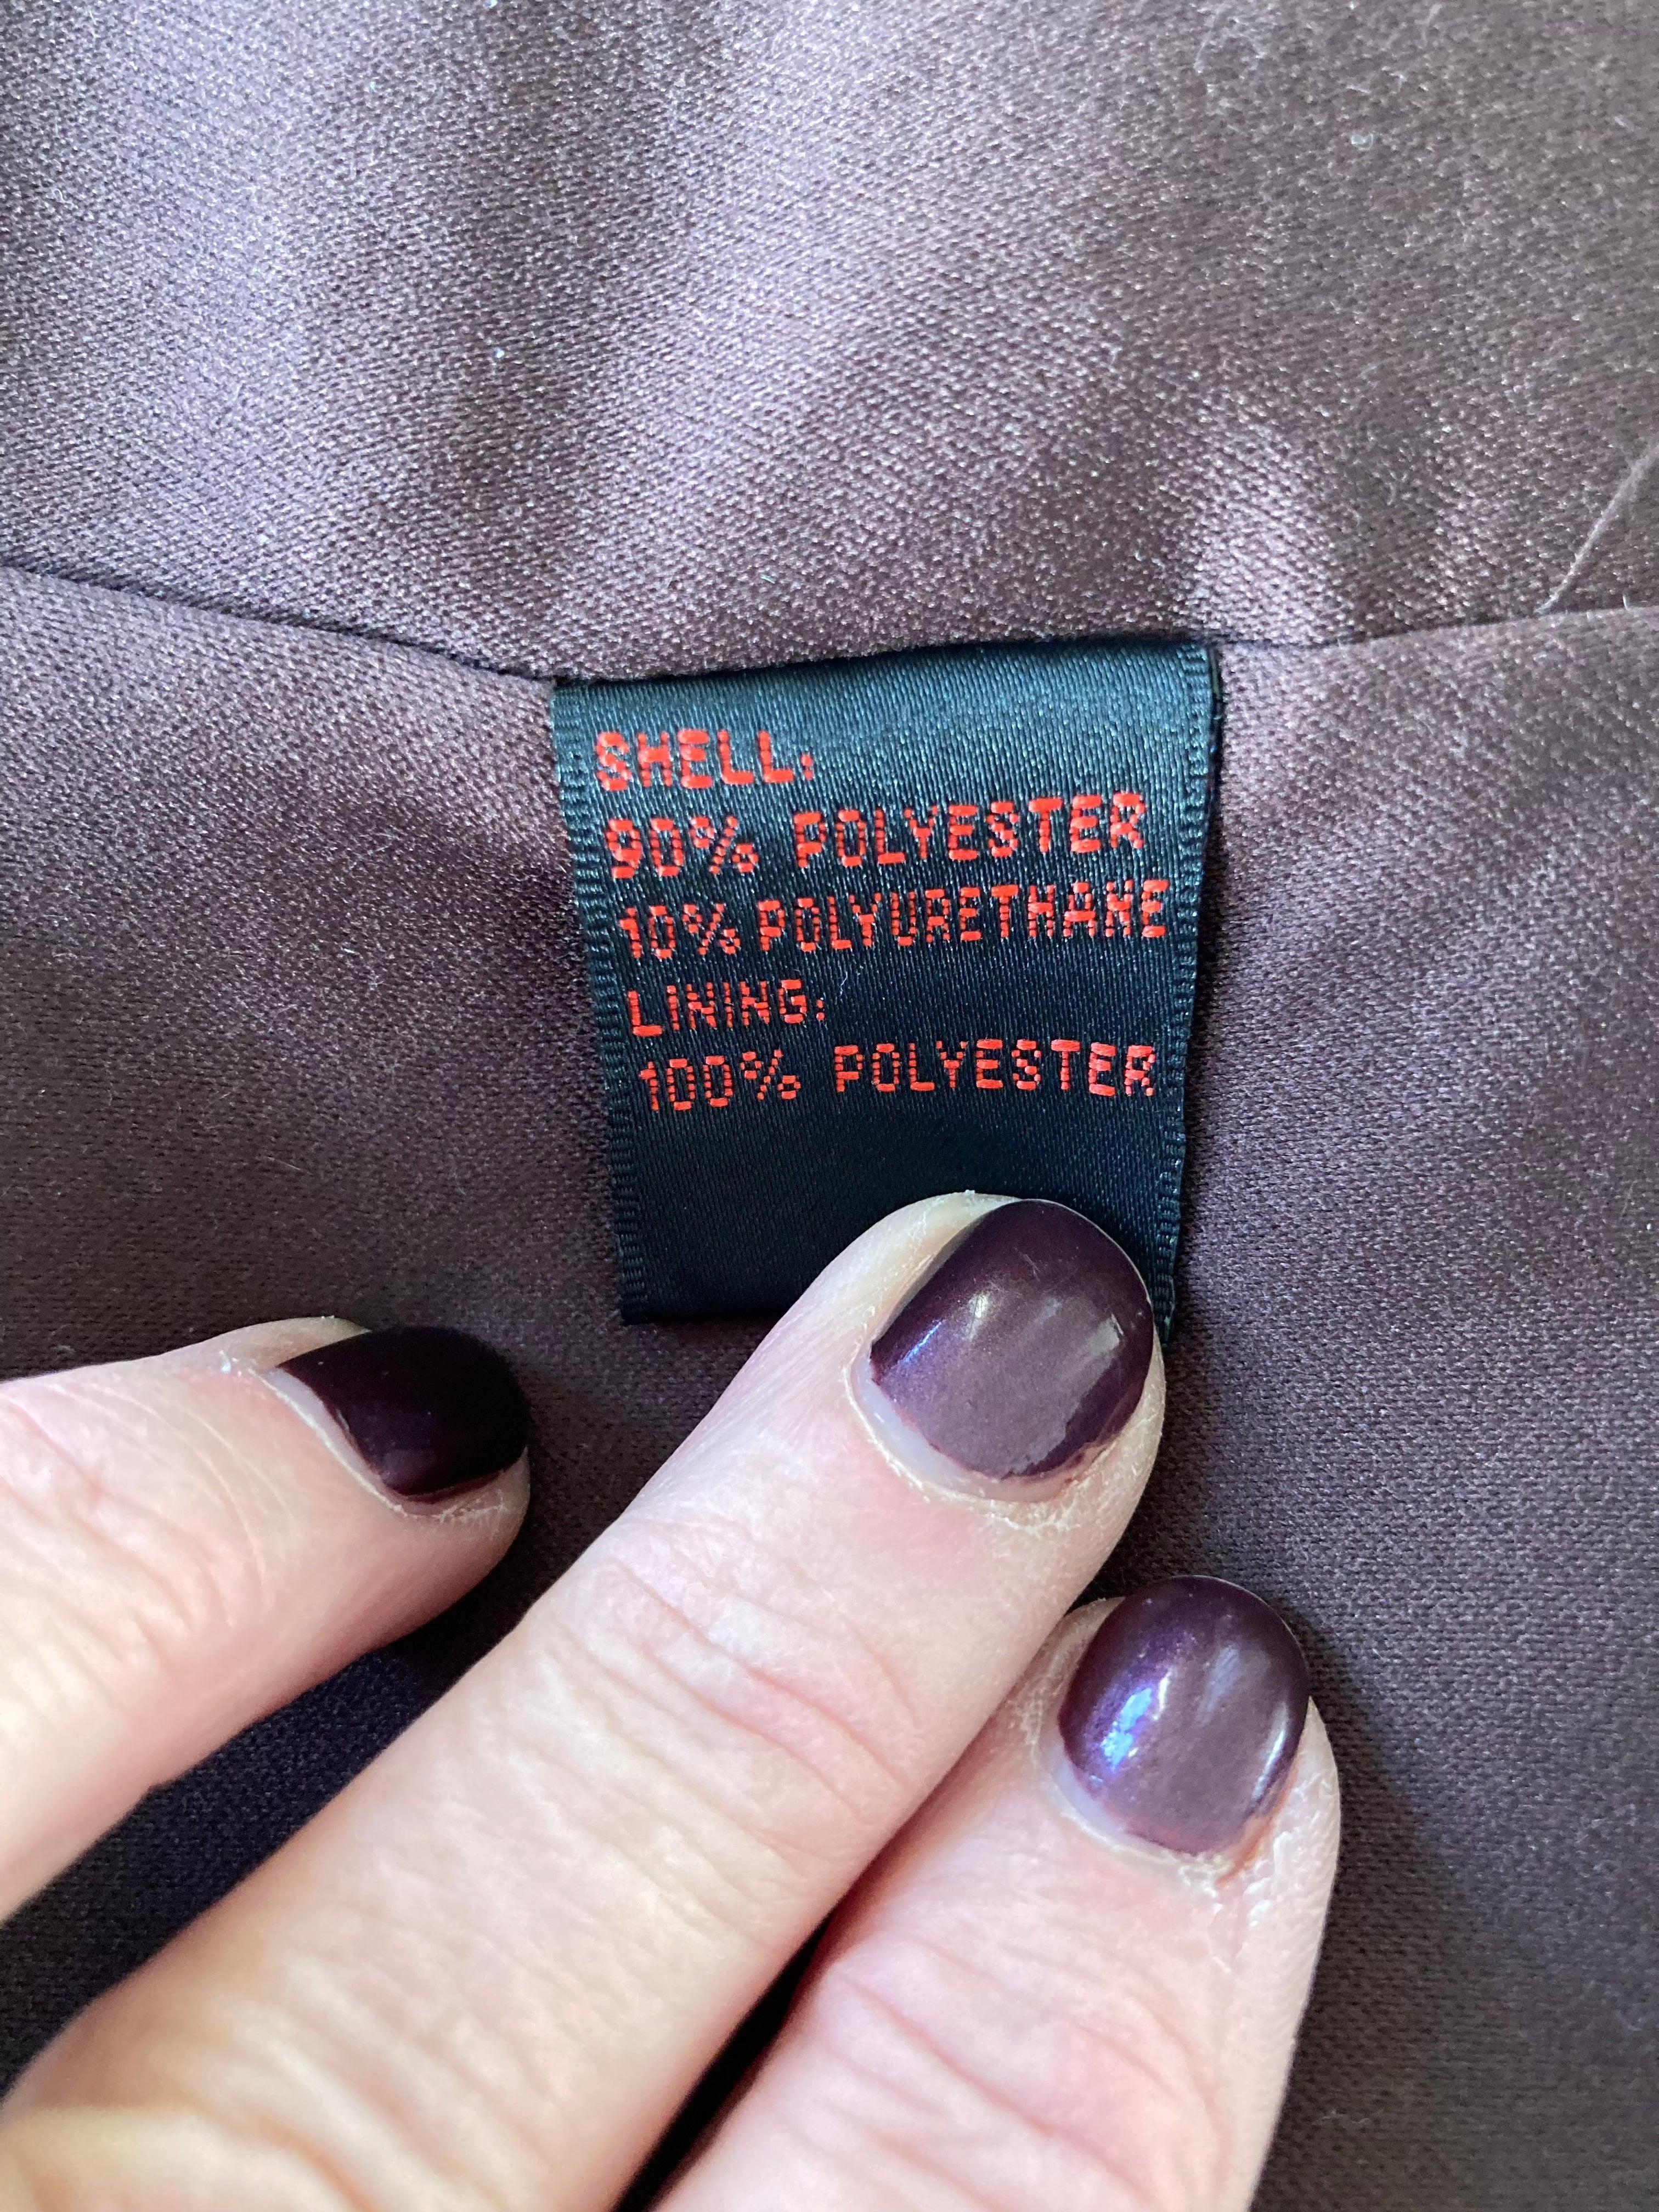 SHELL:
90% POLYESTER
10% POLYURETHANE
LINING:
100% POLYESTER